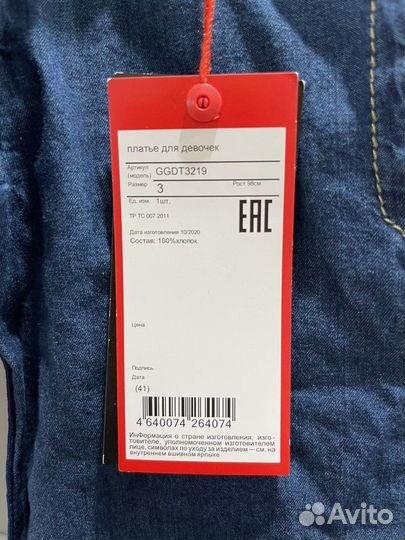 платье для девочек
Артикул (модель) GGDT3219
Размер 3 Рост 98см
Ед. изм. 1шт.
ТР ТС 007 2011
EAC
Дата изготовления 10/2020
Состав: 100%хлопок
Цена
Подпись
Дата
(41)
4 640074 264074
ИнФормация о стране изготовления, изго-
товителе, уполномоченном изготовителем
лице, символах по уходу за изделием — см. на
внутреннем вшивном ярлыке
Avito